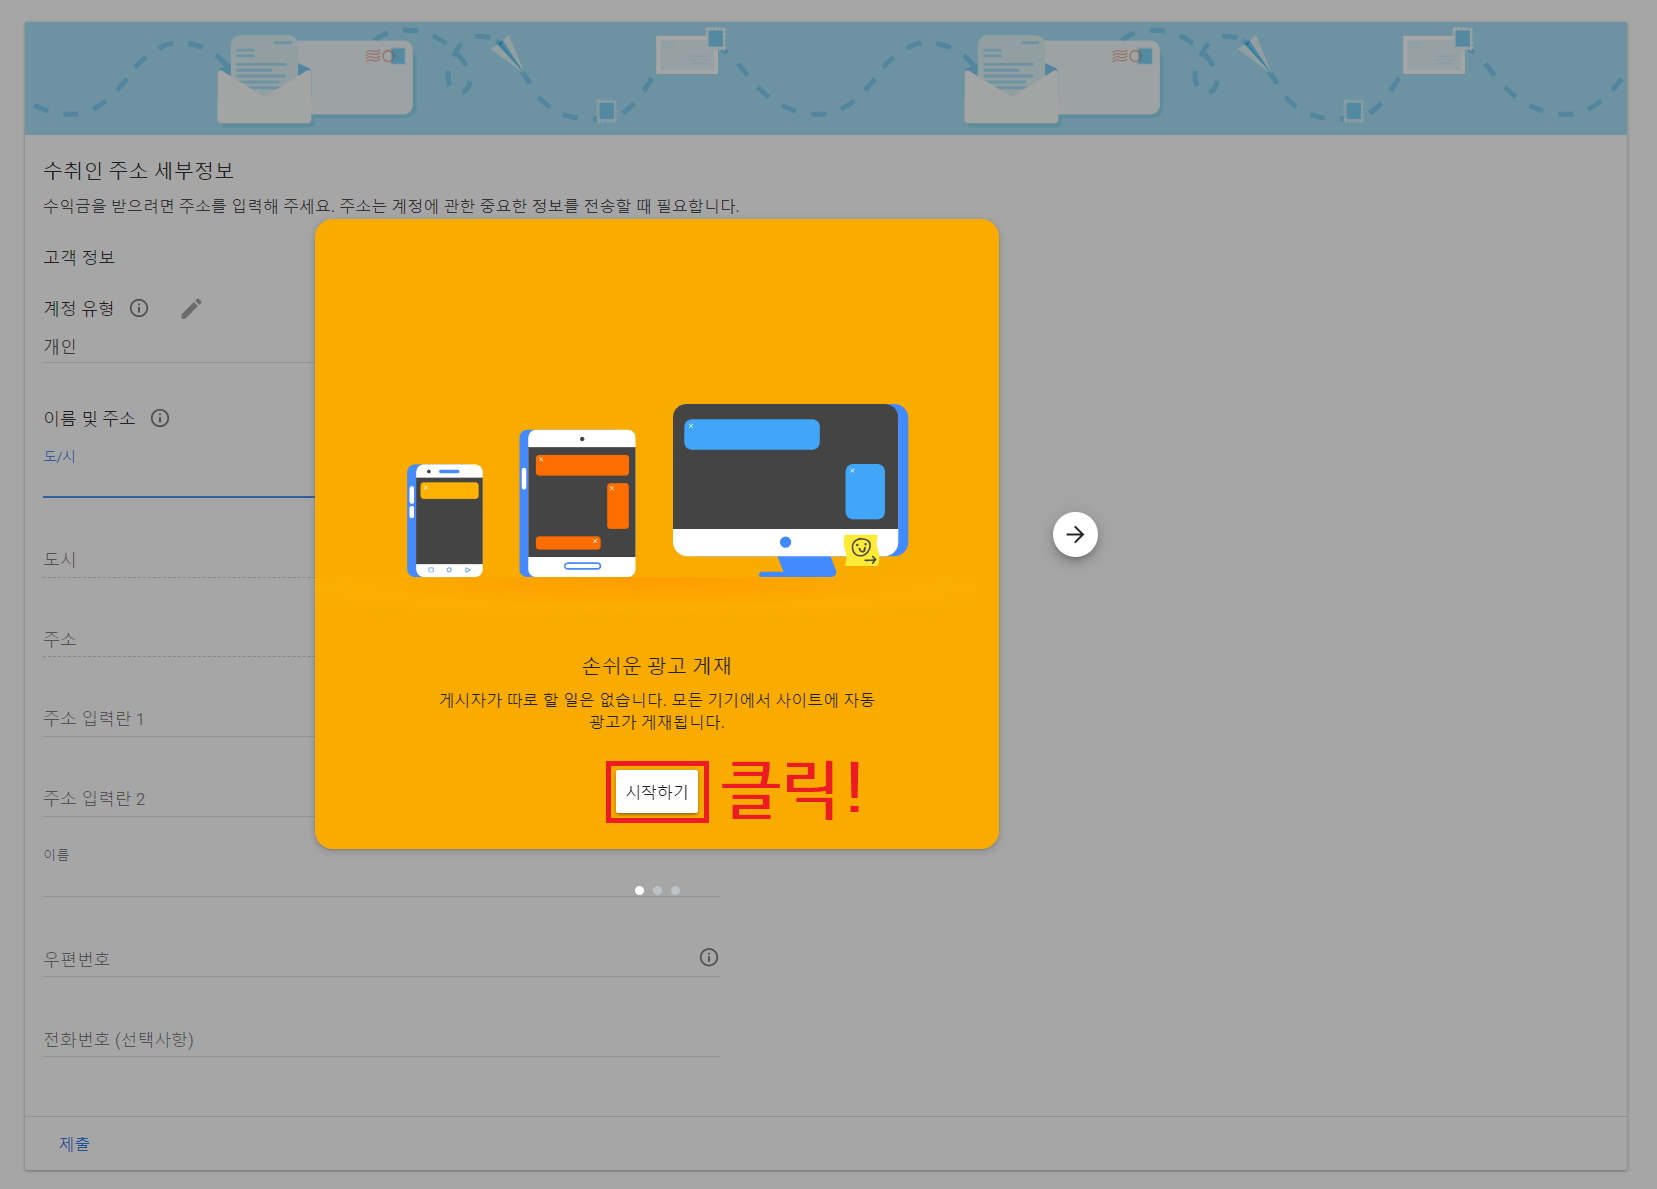 수취인 주소 세부정보
수익금을 받으려면 주소를 입력해 주세요. 주소는 계정에 관한 중요한 정보를 전송할 때 필요합니다.
고객 정보
계정 유형
개인
이름 및 주소
도/시
도시
주소
주소 입력란 1
주소 입력란 2
이름
우편번호
전화번호 (선택사항)
제출
손쉬운 광고 게재
게시자가 따로 할 일은 없습니다. 모든 기기에서 사이트에 자동
광고가 게재됩니다.
시작하기
클릭!